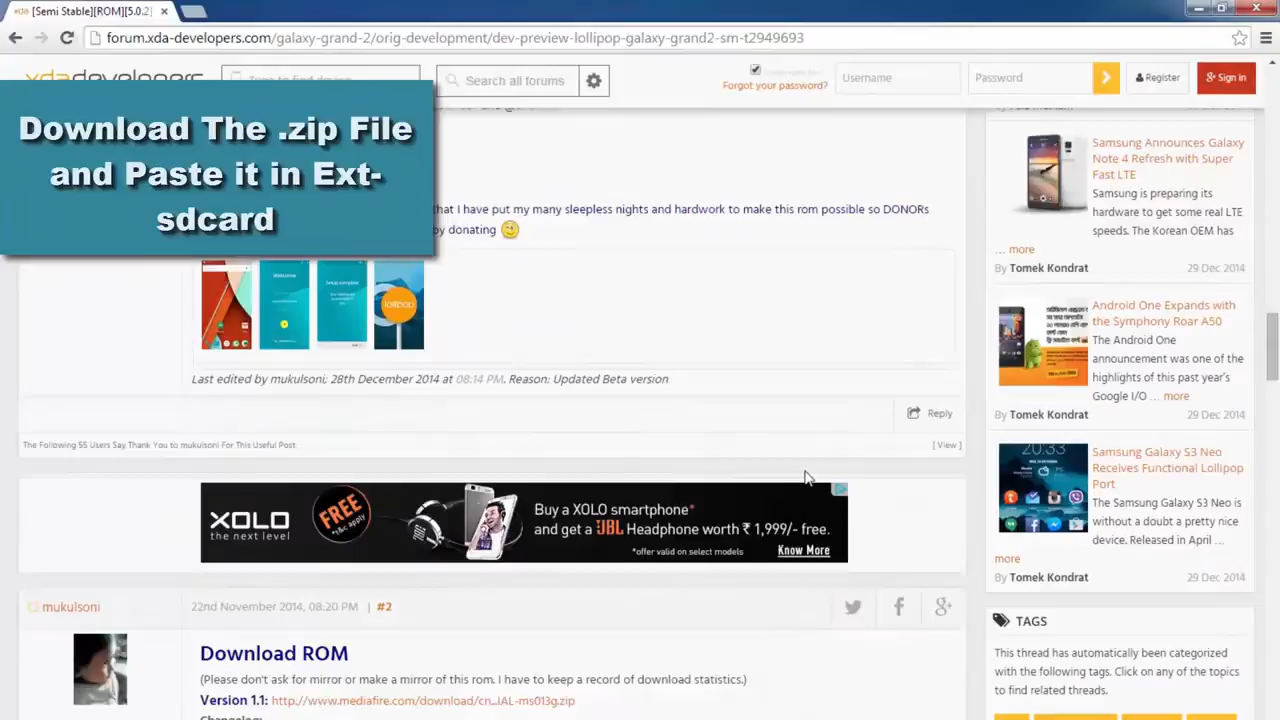 [Semi Stable][ROM][5.0.2]
forum.xda-developers.com/galaxy-grand-2/orig-development/dev-preview-lollipop-galaxy-grand2-sm-t2949693
xdadevelopers
Search all forums
Forgot your password?
Username
Password
Register
Sign in
Download The .zip File
and Paste it in Ext-
sdcard
that I have put my many sleepless nights and hardwork to make this rom possible so DONORs
by donating
Last edited by mukulsoni; 28th December 2014 at 08:14 PM. Reason: Updated Beta version
Reply
The Following 55 Users Say Thank You to mukulsoni For This Useful Post:
[ View ]
XOLO
the next level
FREE
*t&c apply
Buy a XOLO smartphone*
and get a JBL Headphone worth ₹ 1,999/- free.
*offer valid on select models
Know More
mukulsoni
22nd November 2014, 08:20 PM | #2
Download ROM
(Please don't ask for mirror or make a mirror of this rom. I have to keep a record of download statistics.)
Version 1.1: http://www.mediafire.com/download/cn...IAL-ms013g.zip
Changelog:
Samsung Announces Galaxy
Note 4 Refresh with Super
Fast LTE
Samsung is preparing its
hardware to get some real LTE
speeds. The Korean OEM has
... more
By Tomek Kondrat
29 Dec 2014
Android One Expands with
the Symphony Roar A50
The Android One
announcement was one of the
highlights of this past year's
Google I/O ... more
By Tomek Kondrat
29 Dec 2014
Samsung Galaxy S3 Neo
Receives Functional Lollipop
Port
The Samsung Galaxy S3 Neo is
without a doubt a pretty nice
device. Released in April ...
more
By Tomek Kondrat
29 Dec 2014
TAGS
This thread has automatically been categorized
with the following tags. Click on any of the topics
to find related threads.